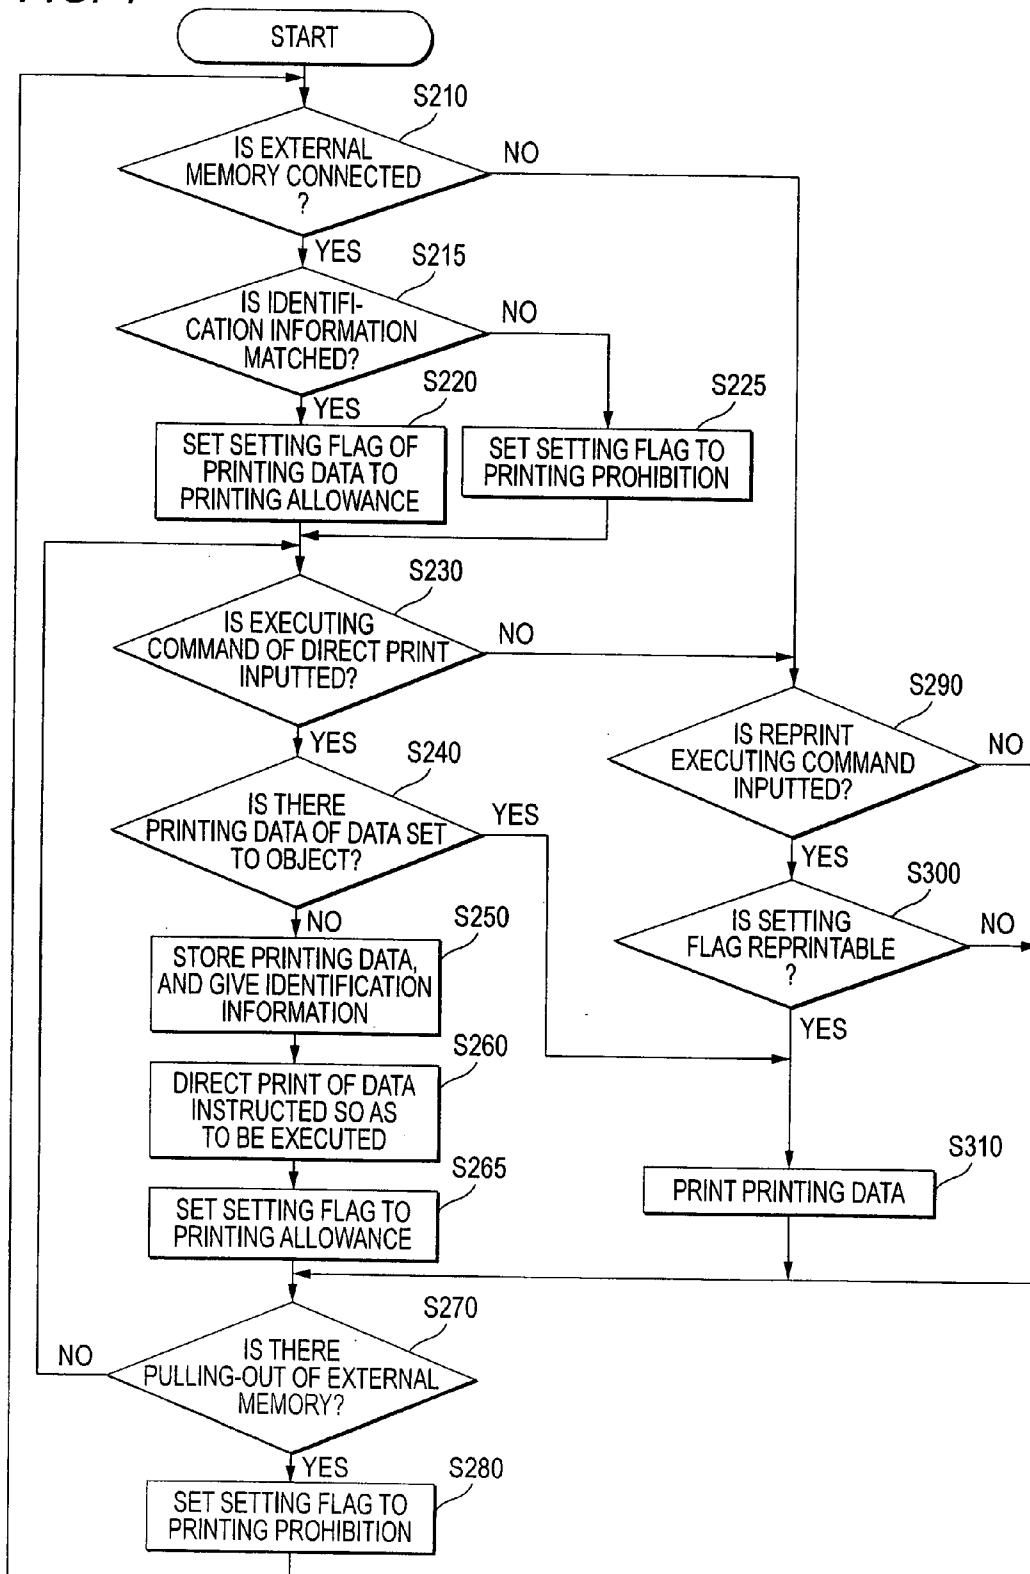 START
S210
IS EXTERNAL
MEMORY CONNECTED
?
NO
YES
S215
IS IDENTIFI-
CATION INFORMATION
MATCHED?
NO
YES
S220
SET SETTING FLAG OF
PRINTING DATA TO
PRINTING ALLOWANCE
S225
SET SETTING FLAG TO
PRINTING PROHIBITION
S230
IS EXECUTING
COMMAND OF DIRECT PRINT
INPUTTED?
NO
YES
S290
IS REPRINT
EXECUTING COMMAND
INPUTTED?
NO
YES
S240
IS THERE
PRINTING DATA OF DATA SET
TO OBJECT?
YES
NO
S300
IS SETTING
FLAG REPRINTABLE
?
NO
YES
S250
STORE PRINTING DATA,
AND GIVE IDENTIFICATION
INFORMATION
S260
DIRECT PRINT OF DATA
INSTRUCTED SO AS
TO BE EXECUTED
S265
SET SETTING FLAG TO
PRINTING ALLOWANCE
S310
PRINT PRINTING DATA
S270
IS THERE
PULLING-OUT OF EXTERNAL
MEMORY?
NO
YES
S280
SET SETTING FLAG TO
PRINTING PROHIBITION